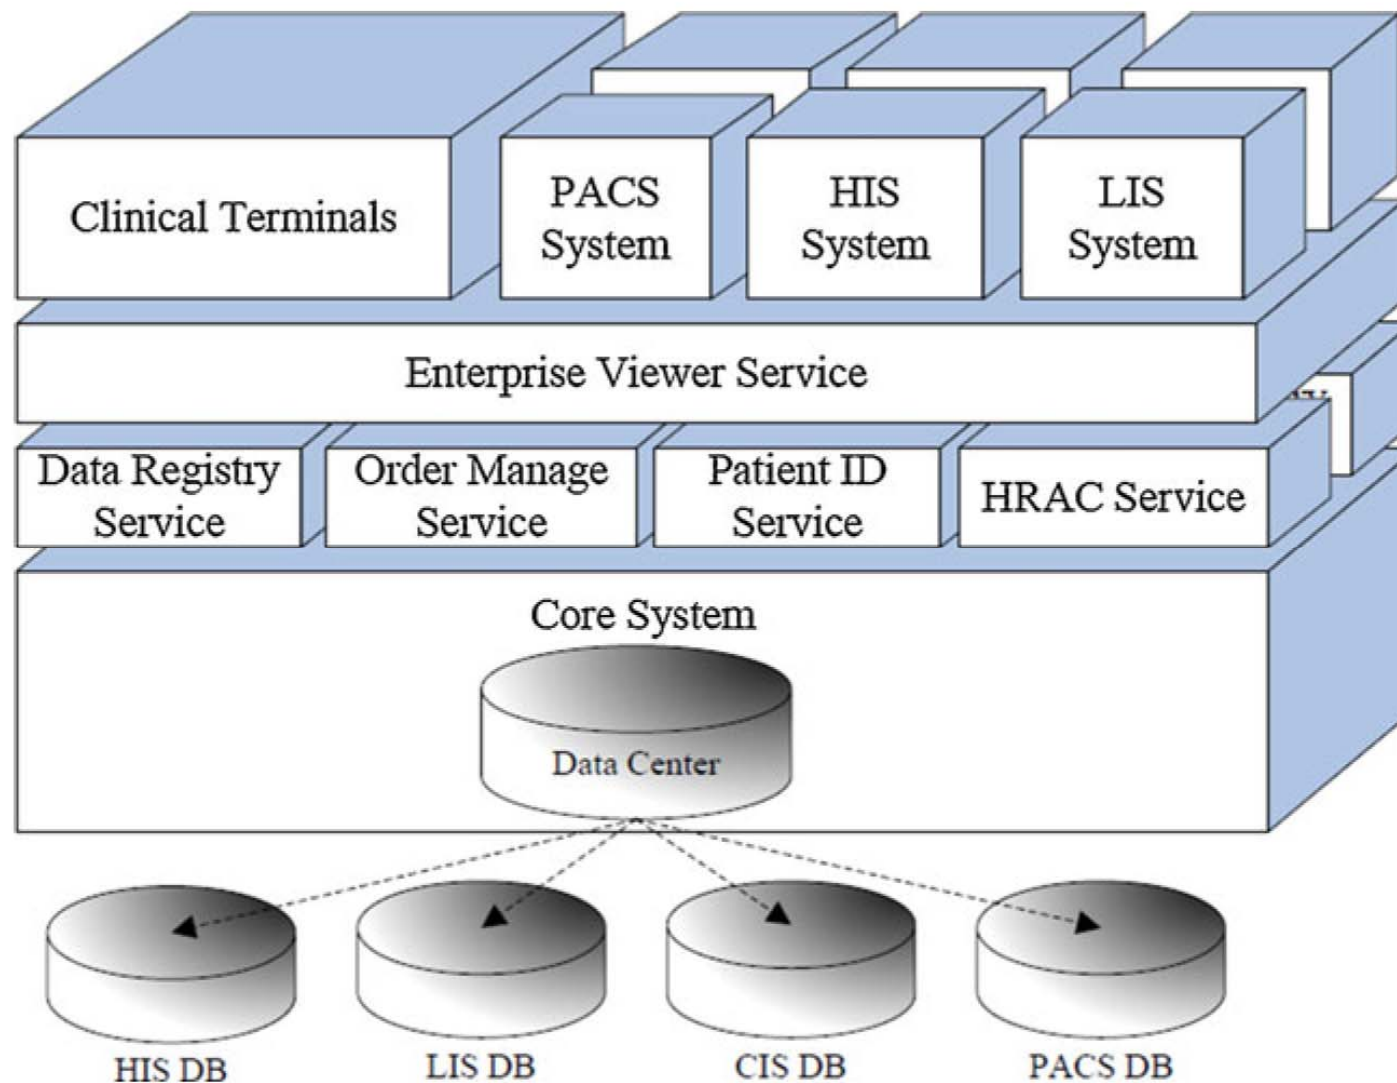 Clinical Terminals
PACS
System
HIS
System
LIS
System
Enterprise Viewer Service
Data Registry
Service
Order Manage
Service
Patient ID
Service
HRAC Service
Core System
Data Center
HIS DB
LIS DB
CIS DB
PACS DB